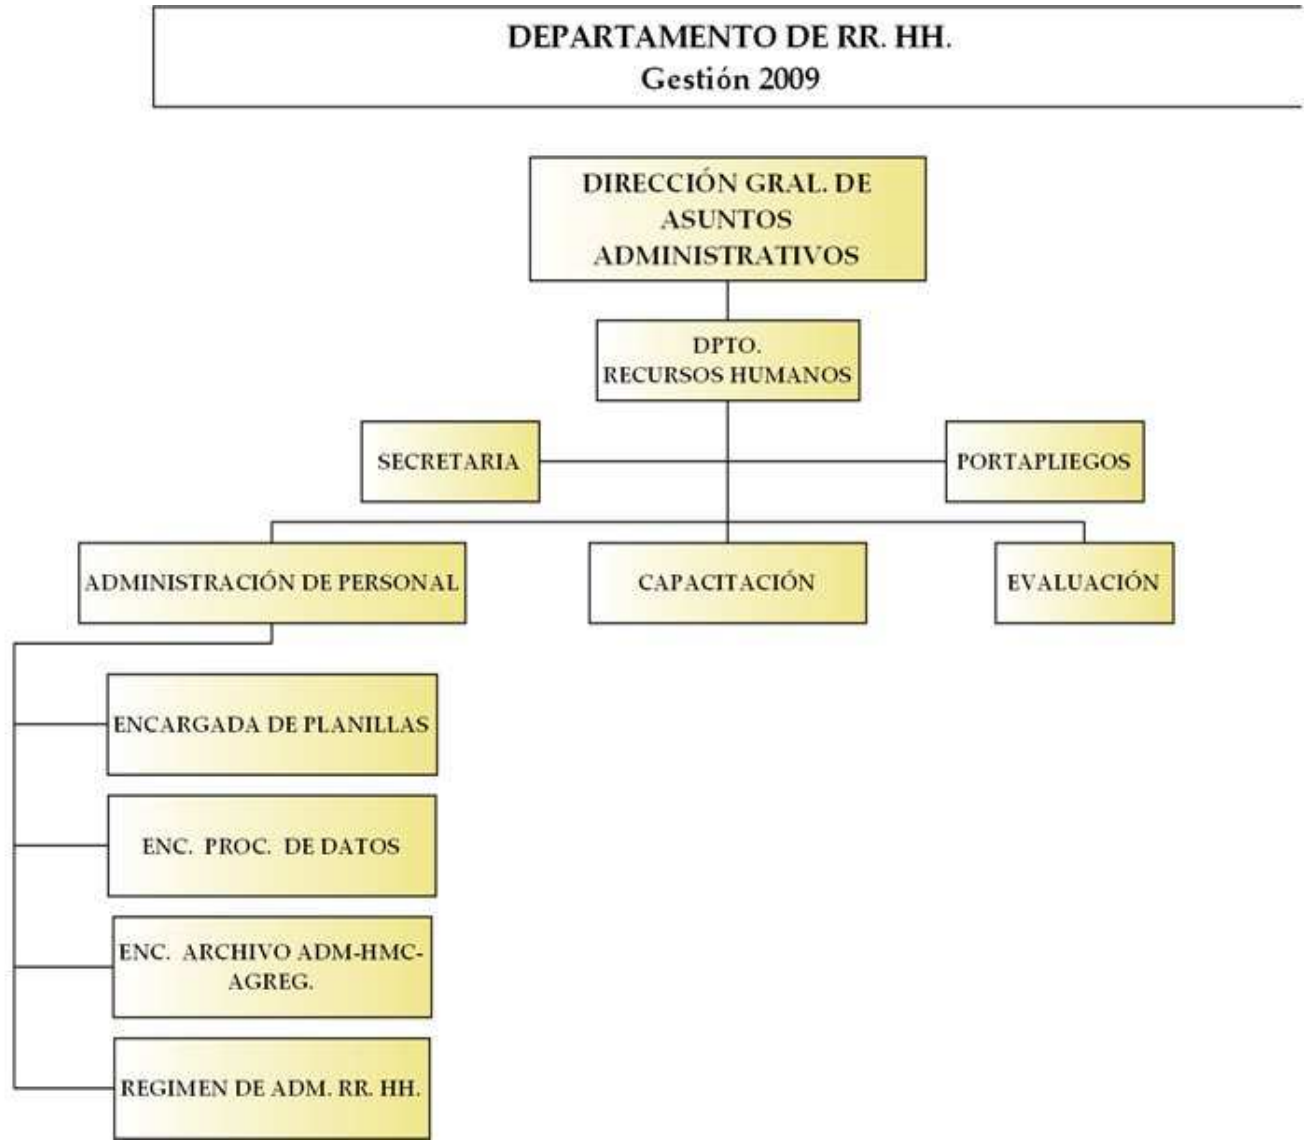 DEPARTAMENTO DE RR. HH.
Gestión 2009
DIRECCIÓN GRAL. DE
ASUNTOS
ADMINISTRATIVOS
DPTO.
RECURSOS HUMANOS
SECRETARIA
PORTAPLIEGOS
ADMINISTRACIÓN DE PERSONAL
CAPACITACIÓN
EVALUACIÓN
ENCARGADA DE PLANILLAS
ENC. PROC. DE DATOS
ENC. ARCHIVO ADM-HMC-
AGREG.
REGIMEN DE ADM. RR. HH.